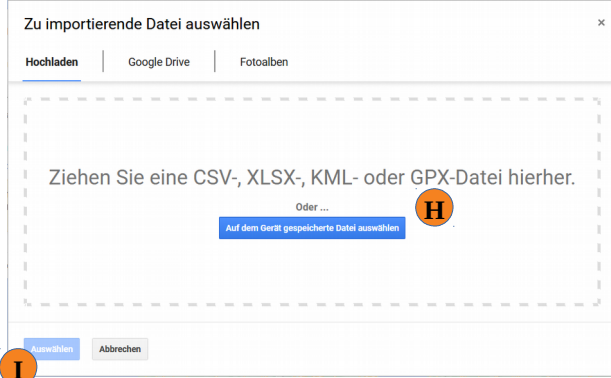 Zu importierende Datei auswählen
×
Hochladen
Google Drive
Fotoalben
Ziehen Sie eine CSV-, XLSX-, KML- oder GPX-Datei hierher.
Oder ...
H
Auf dem Gerät gespeicherte Datei auswählen
Auswählen
Abbrechen
I